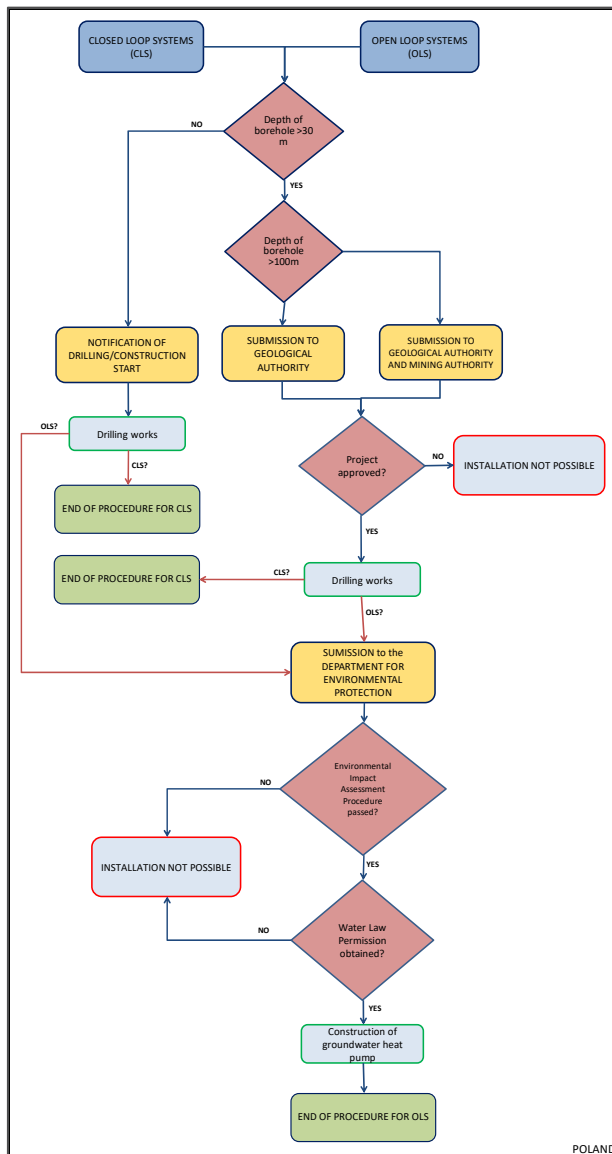 CLOSED LOOP SYSTEMS
(CLS)
OPEN LOOP SYSTEMS
(OLS)
Depth of
borehole >30
m
NO
YES
Depth of
borehole
>100m
NOTIFICATION OF
DRILLING/CONSTRUCTION
START
SUBMISSION TO
GEOLOGICAL
AUTHORITY
SUBMISSION TO
GEOLOGICAL AUTHORITY
AND MINING AUTHORITY
OLS?
Drilling works
CLS?
Project
approved?
NO
INSTALLATION NOT POSSIBLE
END OF PROCEDURE FOR CLS
YES
END OF PROCEDURE FOR CLS
CLS?
Drilling works
OLS?
SUMISSION to the
DEPARTMENT FOR
ENVIRONMENTAL
PROTECTION
Environmental
Impact
Assessment
Procedure
passed?
NO
YES
INSTALLATION NOT POSSIBLE
Water Law
Permission
obtained?
NO
YES
Construction of
groundwater heat
pump
END OF PROCEDURE FOR OLS
POLAND